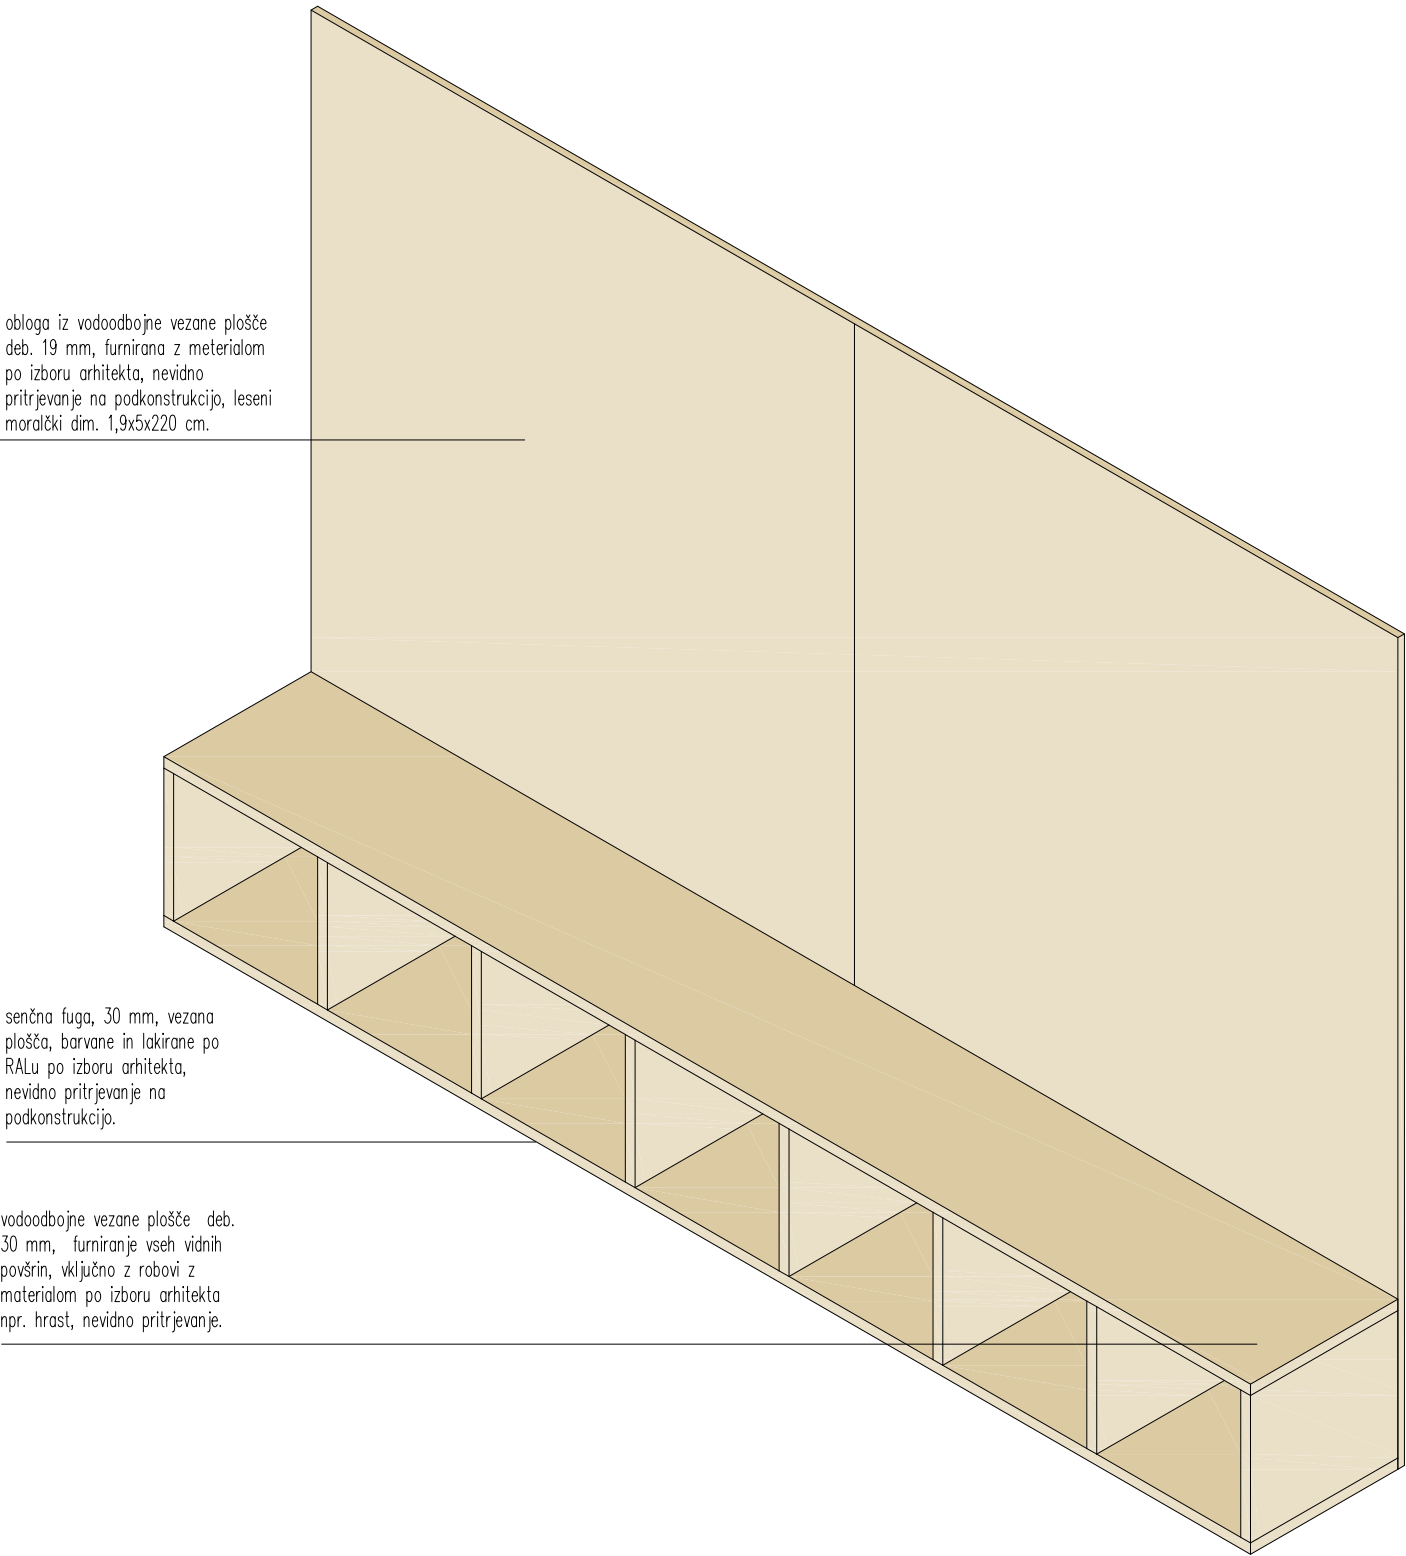 obloga iz vodoodbojne vezane plošče
deb. 19 mm, furnirana z meterialom
po izboru arhitekta, nevidno
pritrjevanje na podkonstrukcijo, leseni
moralčki dim. 1,9x5x220 cm.
senčna fuga, 30 mm, vezana
plošča, barvane in lakirane po
RALu po izboru arhitekta,
nevidno pritrjevanje na
podkonstrukcijo.
vodoodbojne vezane plošče deb.
30 mm, furniranje vseh vidnih
površin, vključno z robovi z
materialom po izboru arhitekta
npr. hrast, nevidno pritrjevanje.